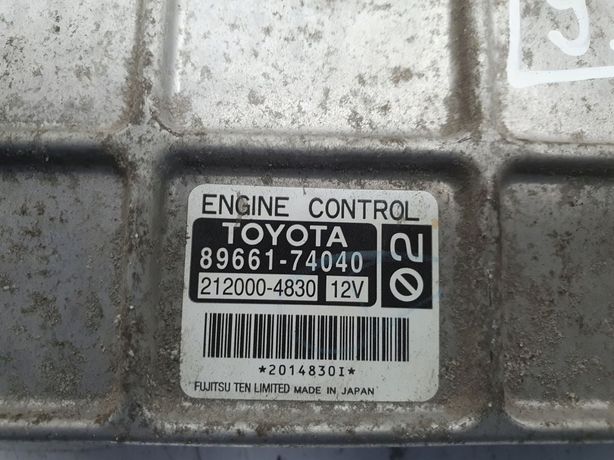 ENGINE CONTROL
TOYOTA
89661-74040
212000-4830 12V
02
*2014830I*
FUJITSU TEN LIMITED MADE IN JAPAN